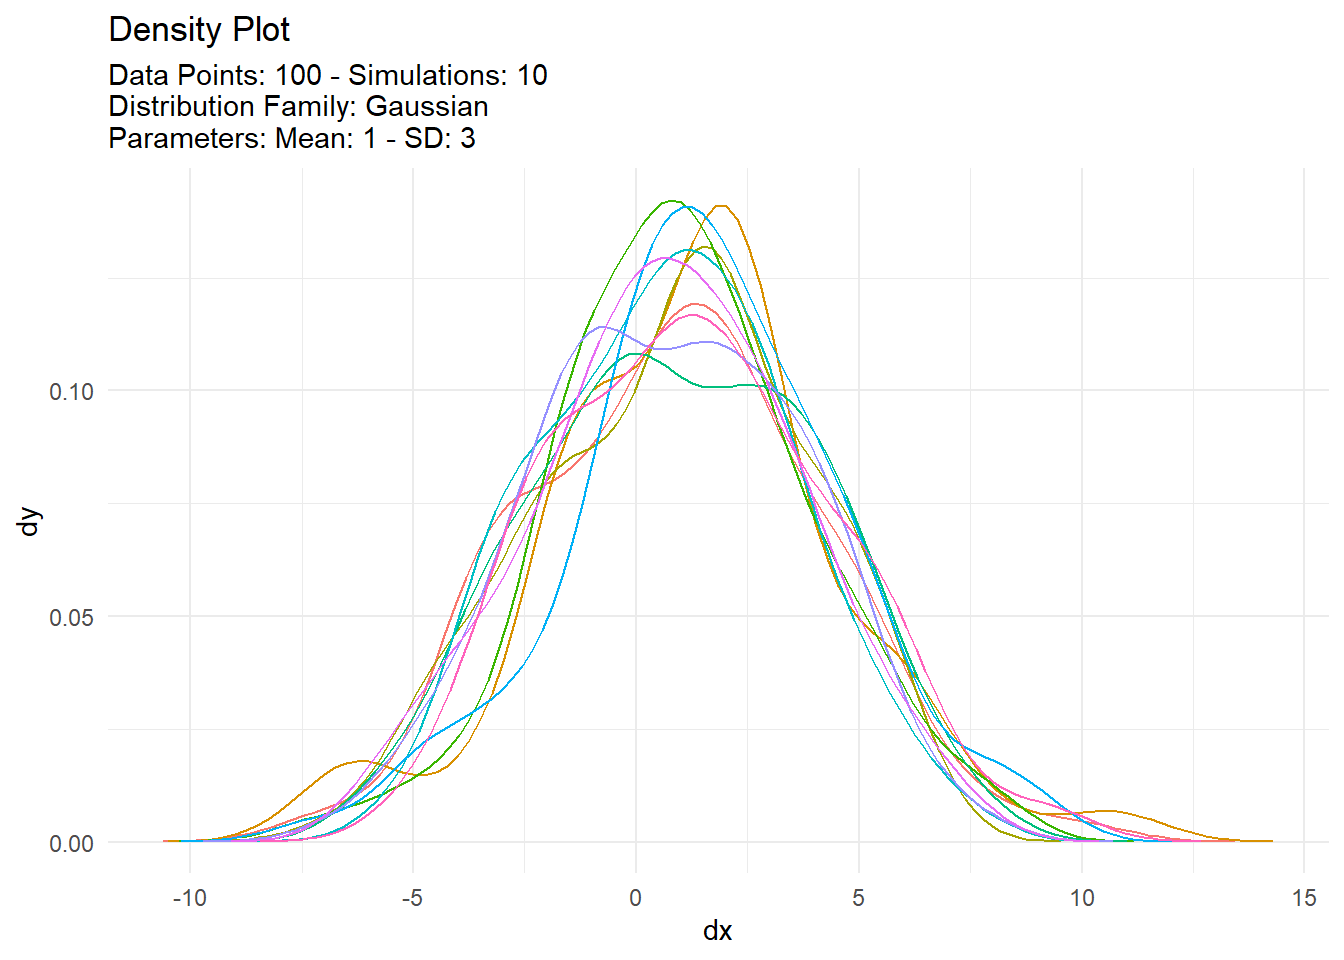 Density Plot
Data Points: 100 - Simulations: 10
Distribution Family: Gaussian
Parameters: Mean: 1 - SD: 3
dy
0.10
0.05
0.00
-10 -5 0 5 10 15
dx